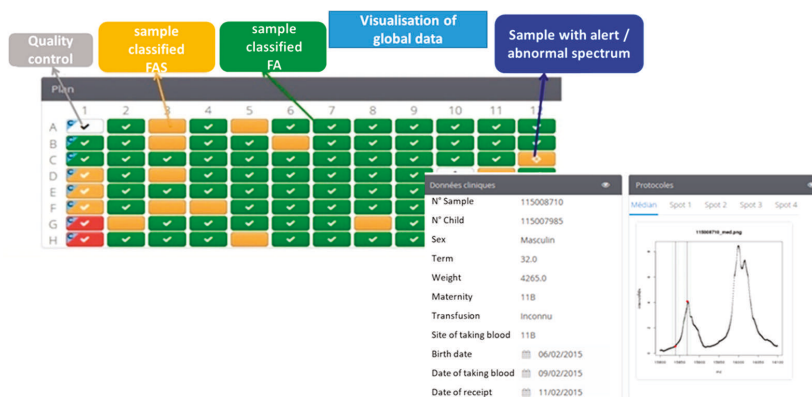 Visualisation of
global data
Quality
control
sample
classified
FAS
sample
classified
FA
Sample with alert /
abnormal spectrum
Plan
1 2 3 4 5 6 7 8 9 10 11 12
A
B
C
D
E
F
G
H
Données cliniques
N° Sample 115008710
N° Child 115007985
Sex Masculin
Term 32.0
Weight 4265.0
Maternity 11B
Transfusion Inconnu
Site of taking blood 11B
Birth date 06/02/2015
Date of taking blood 09/02/2015
Date of receipt 11/02/2015
Protocoles
Médian Spot 1 Spot 2 Spot 3 Spot 4
115008710_med.png